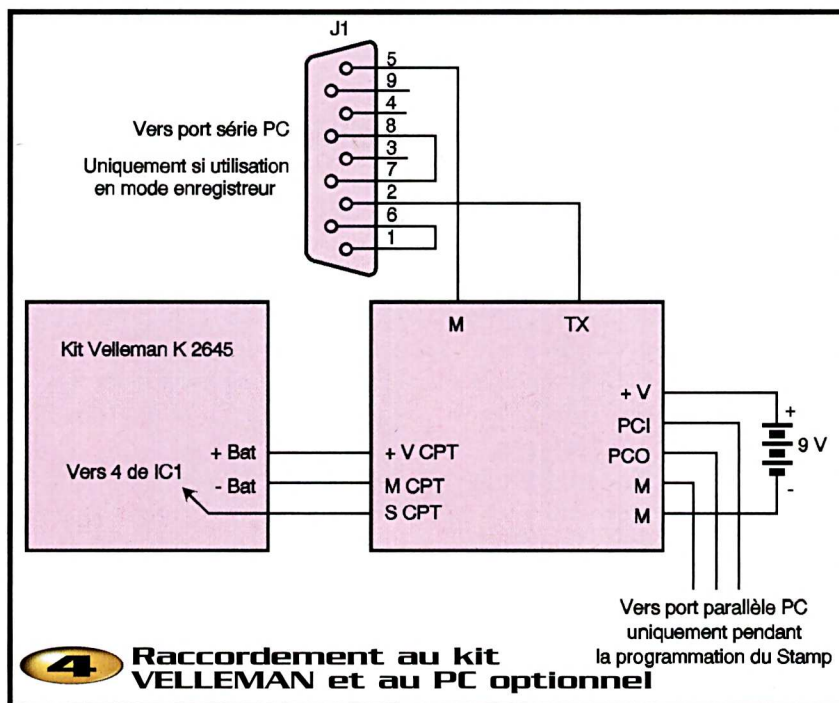 J1
5
9
4
8
3
7
2
6
1
Vers port série PC
Uniquement si utilisation
en mode enregistreur
M
TX
Kit Velleman K 2645
+ Bat
- Bat
Vers 4 de IC1
+ V CPT
M CPT
S CPT
+ V
PCI
PCO
M
M
+
9 V
-
Vers port parallèle PC
uniquement pendant
la programmation du Stamp
4
Raccordement au kit
VELLEMAN et au PC optionnel